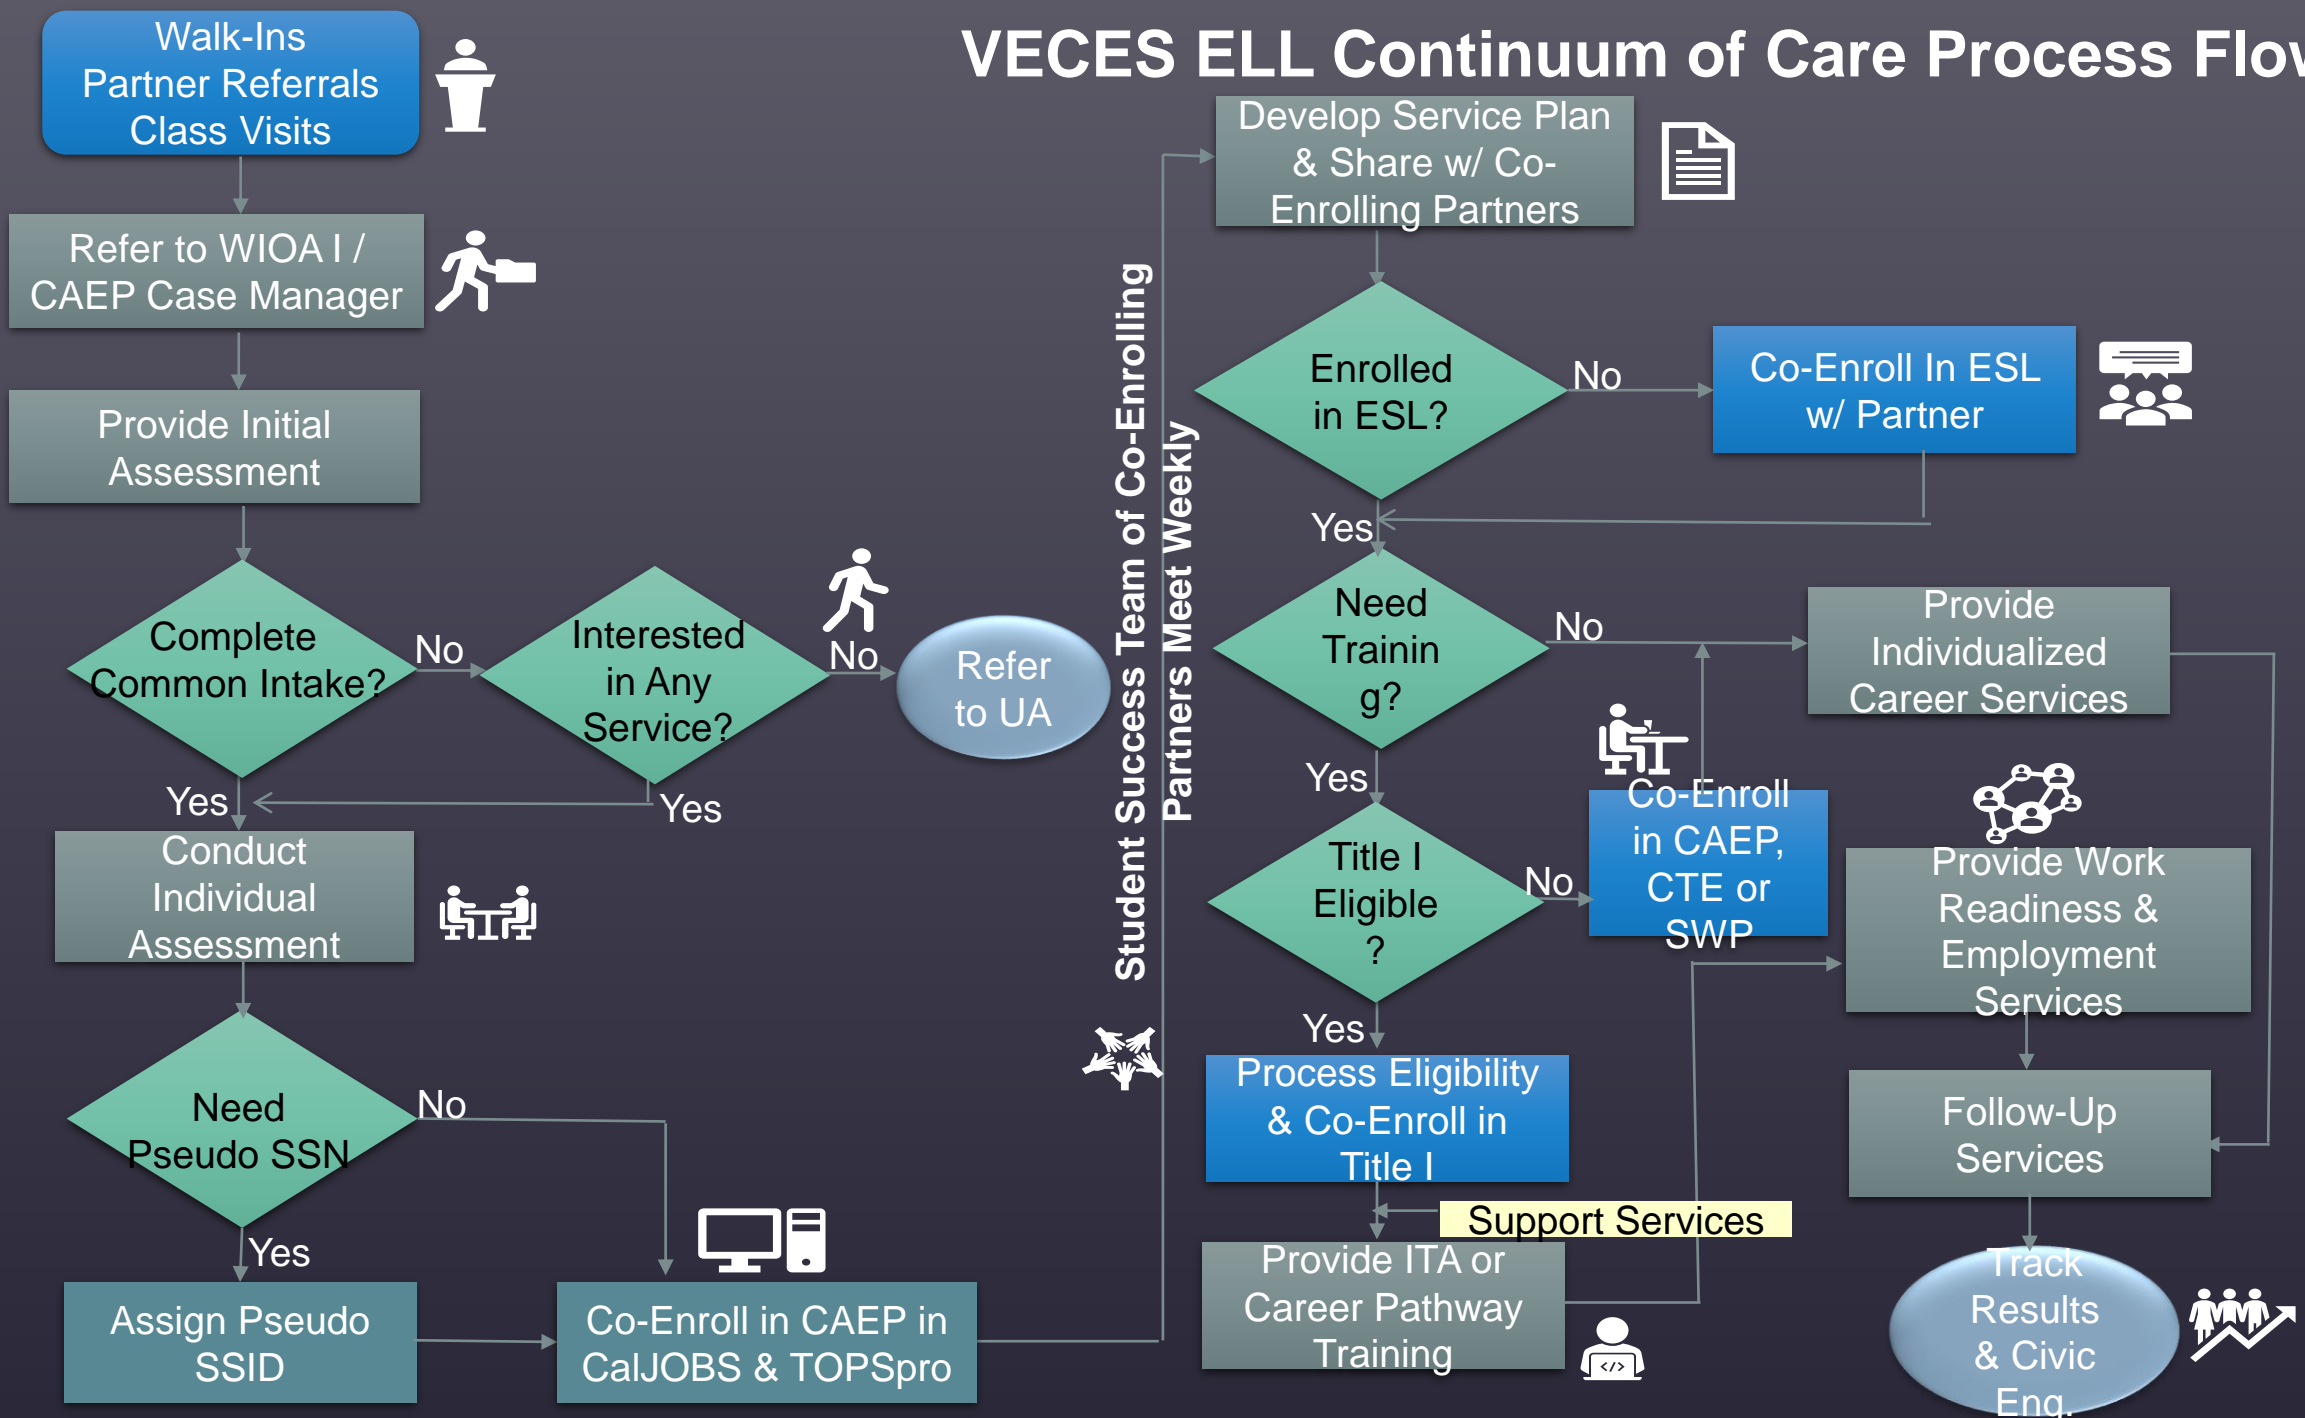 VECES ELL Continuum of Care Process Flow
Walk-Ins
Partner Referrals
Class Visits
Refer to WIOA I /
CAEP Case Manager
Provide Initial
Assessment
Complete
Common Intake?
No
Interested
in Any
Service?
No
Refer
to UA
Yes
Yes
Conduct
Individual
Assessment
Need
Pseudo SSN
No
Yes
Assign Pseudo
SSID
Co-Enroll in CAEP in
CalJOBS & TOPSpro
Student Success Team of Co-Enrolling
Partners Meet Weekly
Develop Service Plan
& Share w/ Co-
Enrolling Partners
Enrolled
in ESL?
No
Co-Enroll In ESL
w/ Partner
Yes
Need
Trainin
g?
No
Provide
Individualized
Career Services
Yes
Title I
Eligible
?
No
Co-Enroll
in CAEP,
CTE or
SWP
Provide Work
Readiness &
Employment
Services
Yes
Process Eligibility
& Co-Enroll in
Title I
Support Services
Provide ITA or
Career Pathway
Training
Follow-Up
Services
Track
Results
& Civic
Eng.